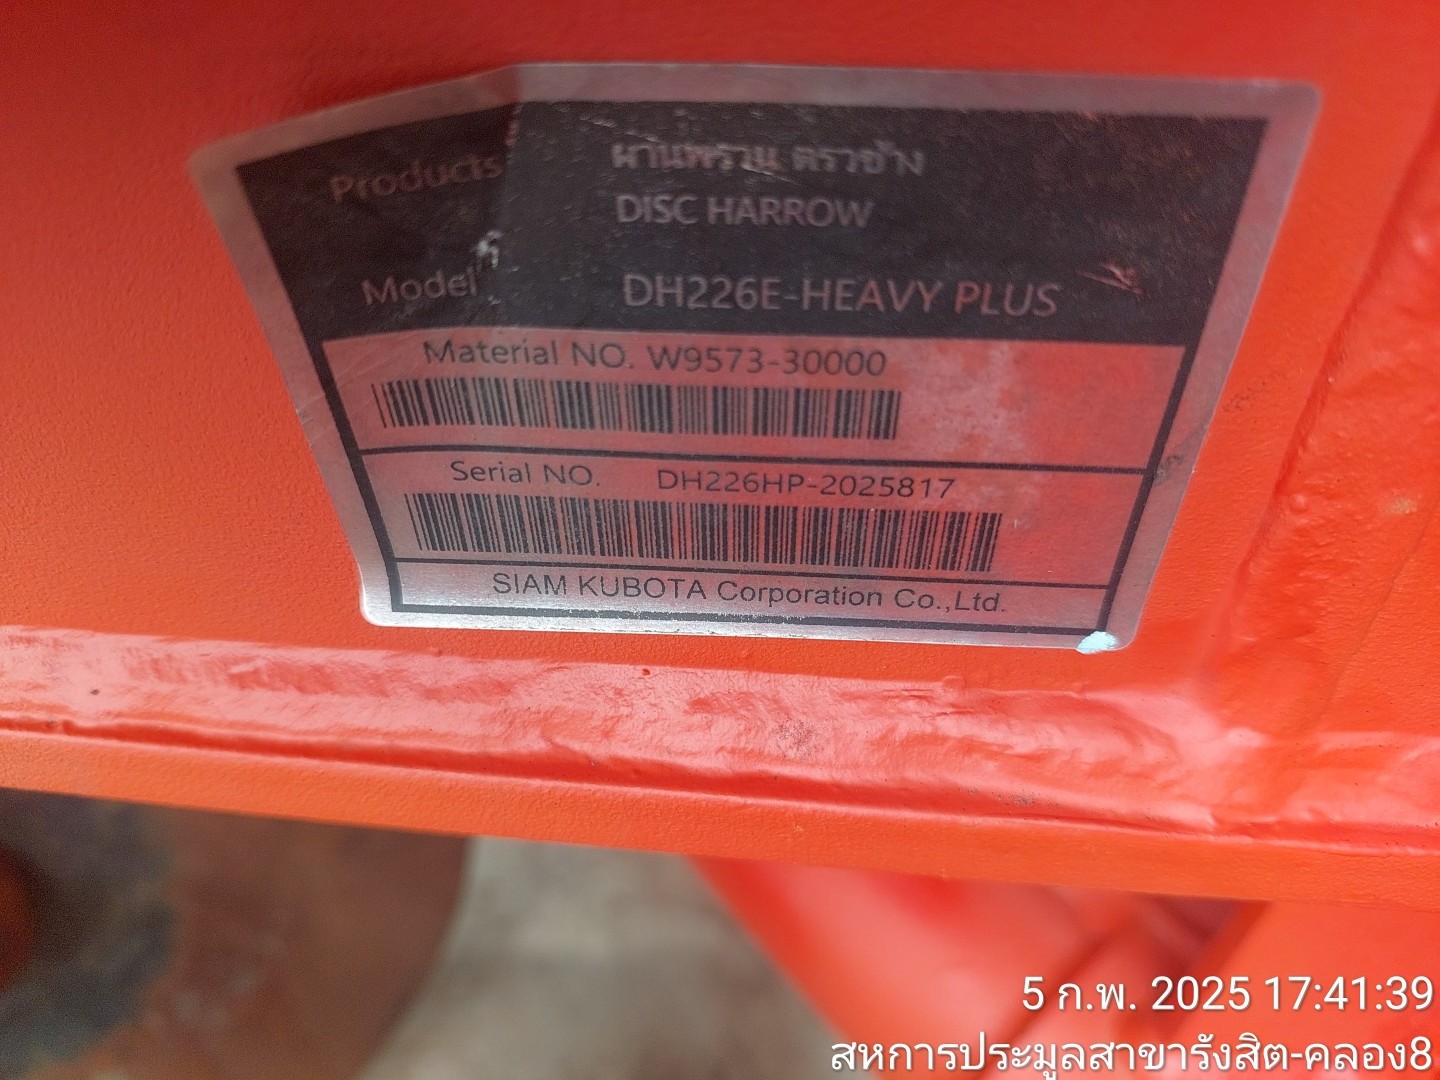 Products ผานพรวน ตราช้าง
DISC HARROW
Model DH226E-HEAVY PLUS
Material NO. W9573-30000
Serial NO. DH226HP-2025817
SIAM KUBOTA Corporation Co.,Ltd.
5 ก.พ. 2025 17:41:39
สหการประมูลสาขารังสิต-คลอง8